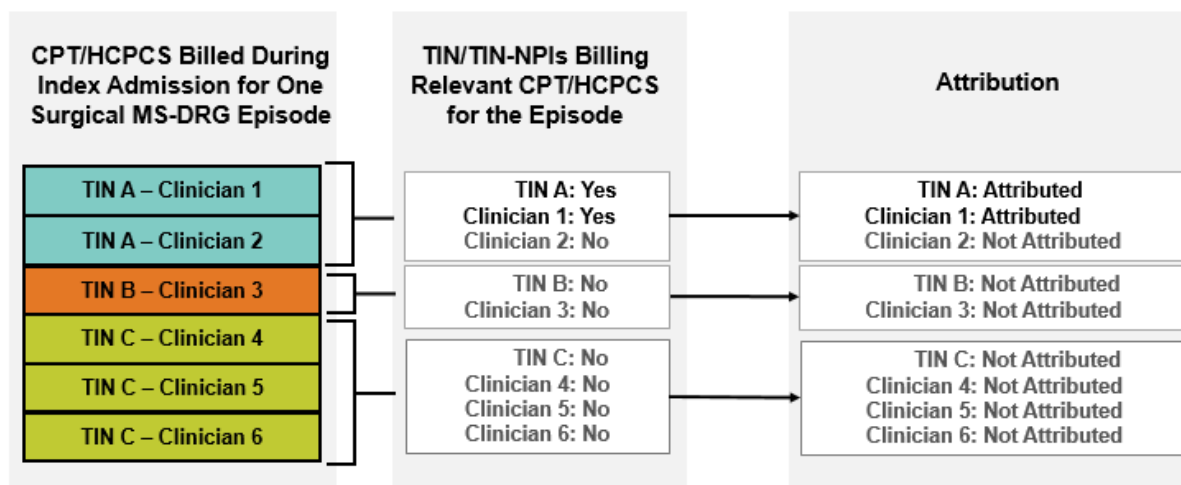 CPT/HCPCS Billed During
Index Admission for One
Surgical MS-DRG Episode
TIN/TIN-NPIs Billing
Relevant CPT/HCPCS
for the Episode
Attribution
TIN A – Clinician 1
TIN A – Clinician 2
TIN B – Clinician 3
TIN C – Clinician 4
TIN C – Clinician 5
TIN C – Clinician 6
TIN A: Yes
Clinician 1: Yes
Clinician 2: No
TIN B: No
Clinician 3: No
TIN C: No
Clinician 4: No
Clinician 5: No
Clinician 6: No
TIN A: Attributed
Clinician 1: Attributed
Clinician 2: Not Attributed
TIN B: Not Attributed
Clinician 3: Not Attributed
TIN C: Not Attributed
Clinician 4: Not Attributed
Clinician 5: Not Attributed
Clinician 6: Not Attributed